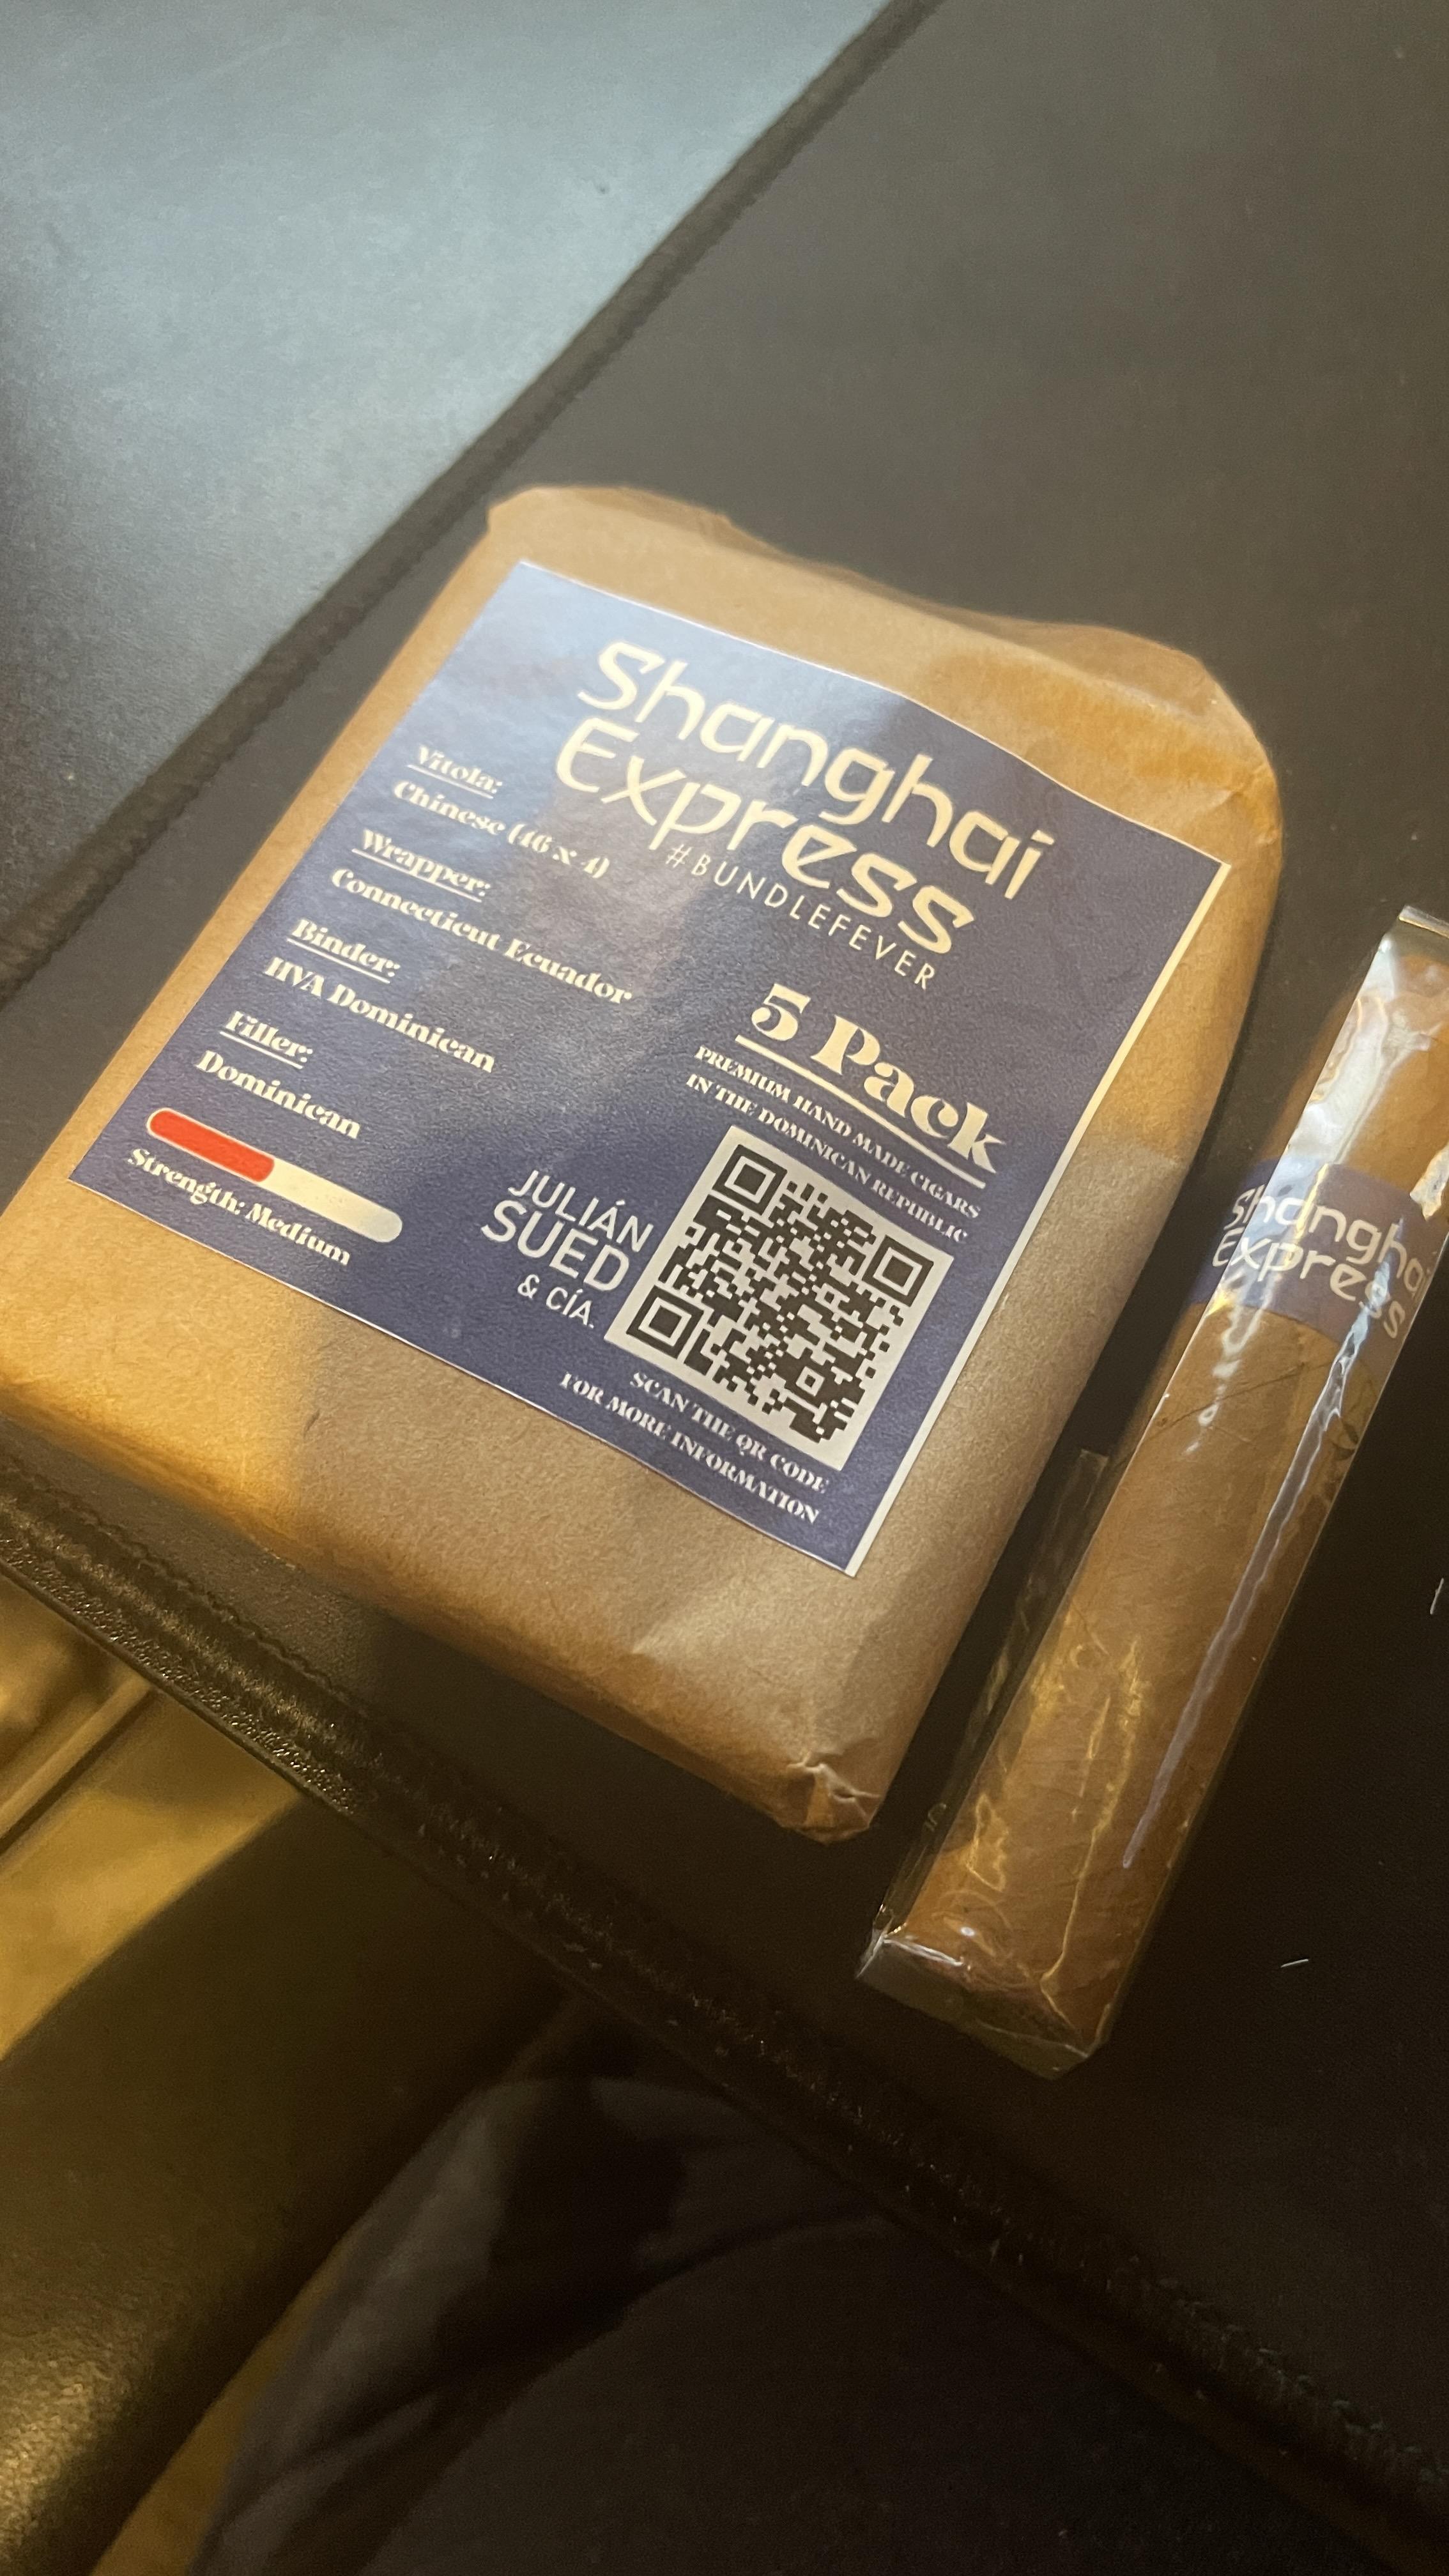 Shanghai
Express
#BUNDLEFEVER
Vitola:
Chinese (46 x 4)
Wrapper:
Connecticut Ecuador
Binder:
HVA Dominican
Filler:
Dominican
Strength: Medium
5 Pack
PREMIUM HAND MADE CIGARS
IN THE DOMINICAN REPUBLIC
JULIÁN
SUED
& CÍA.
SCAN THE QR CODE
FOR MORE INFORMATION
Shanghai
Express